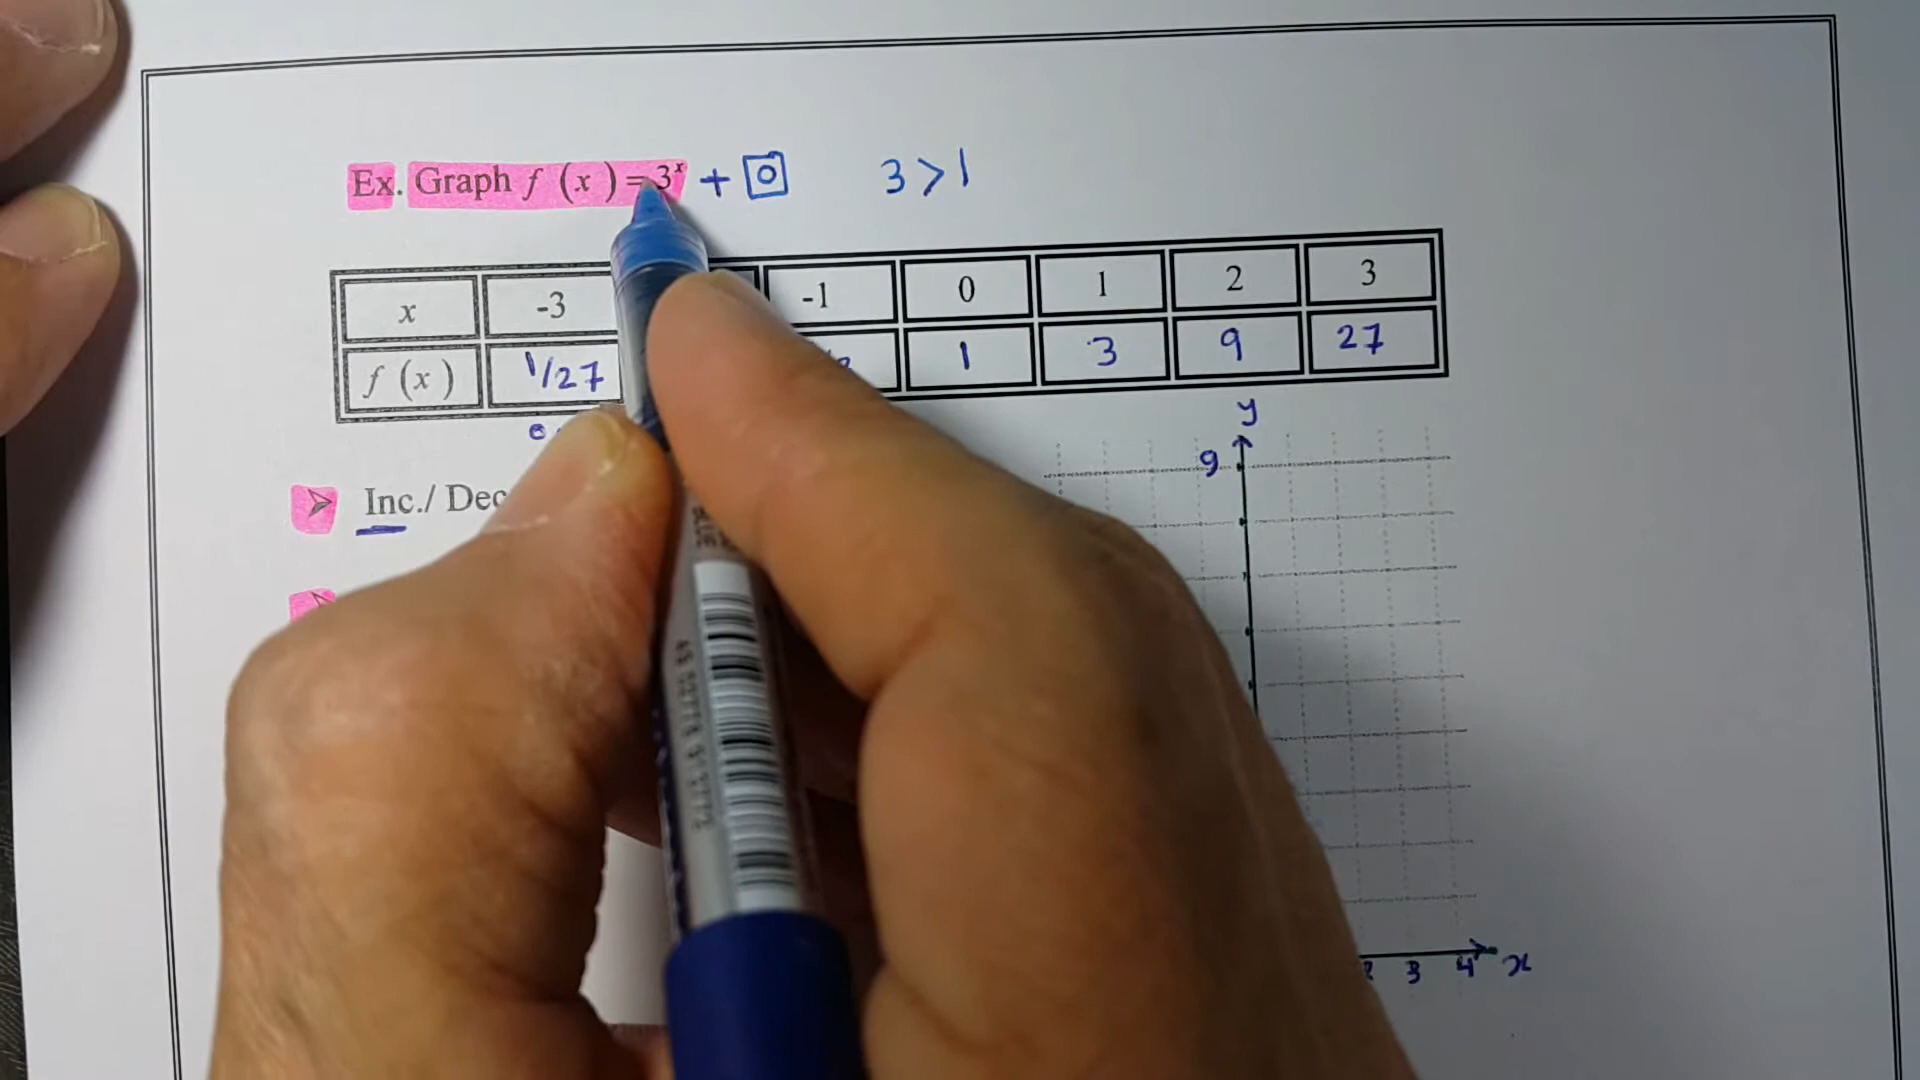 Ex. Graph f (x) = 3ˣ + 0 3 > 1
x -3 -1 0 1 2 3
f (x) 1/27 1 3 9 27
y
9
Inc./ Dec
2 3 4 x